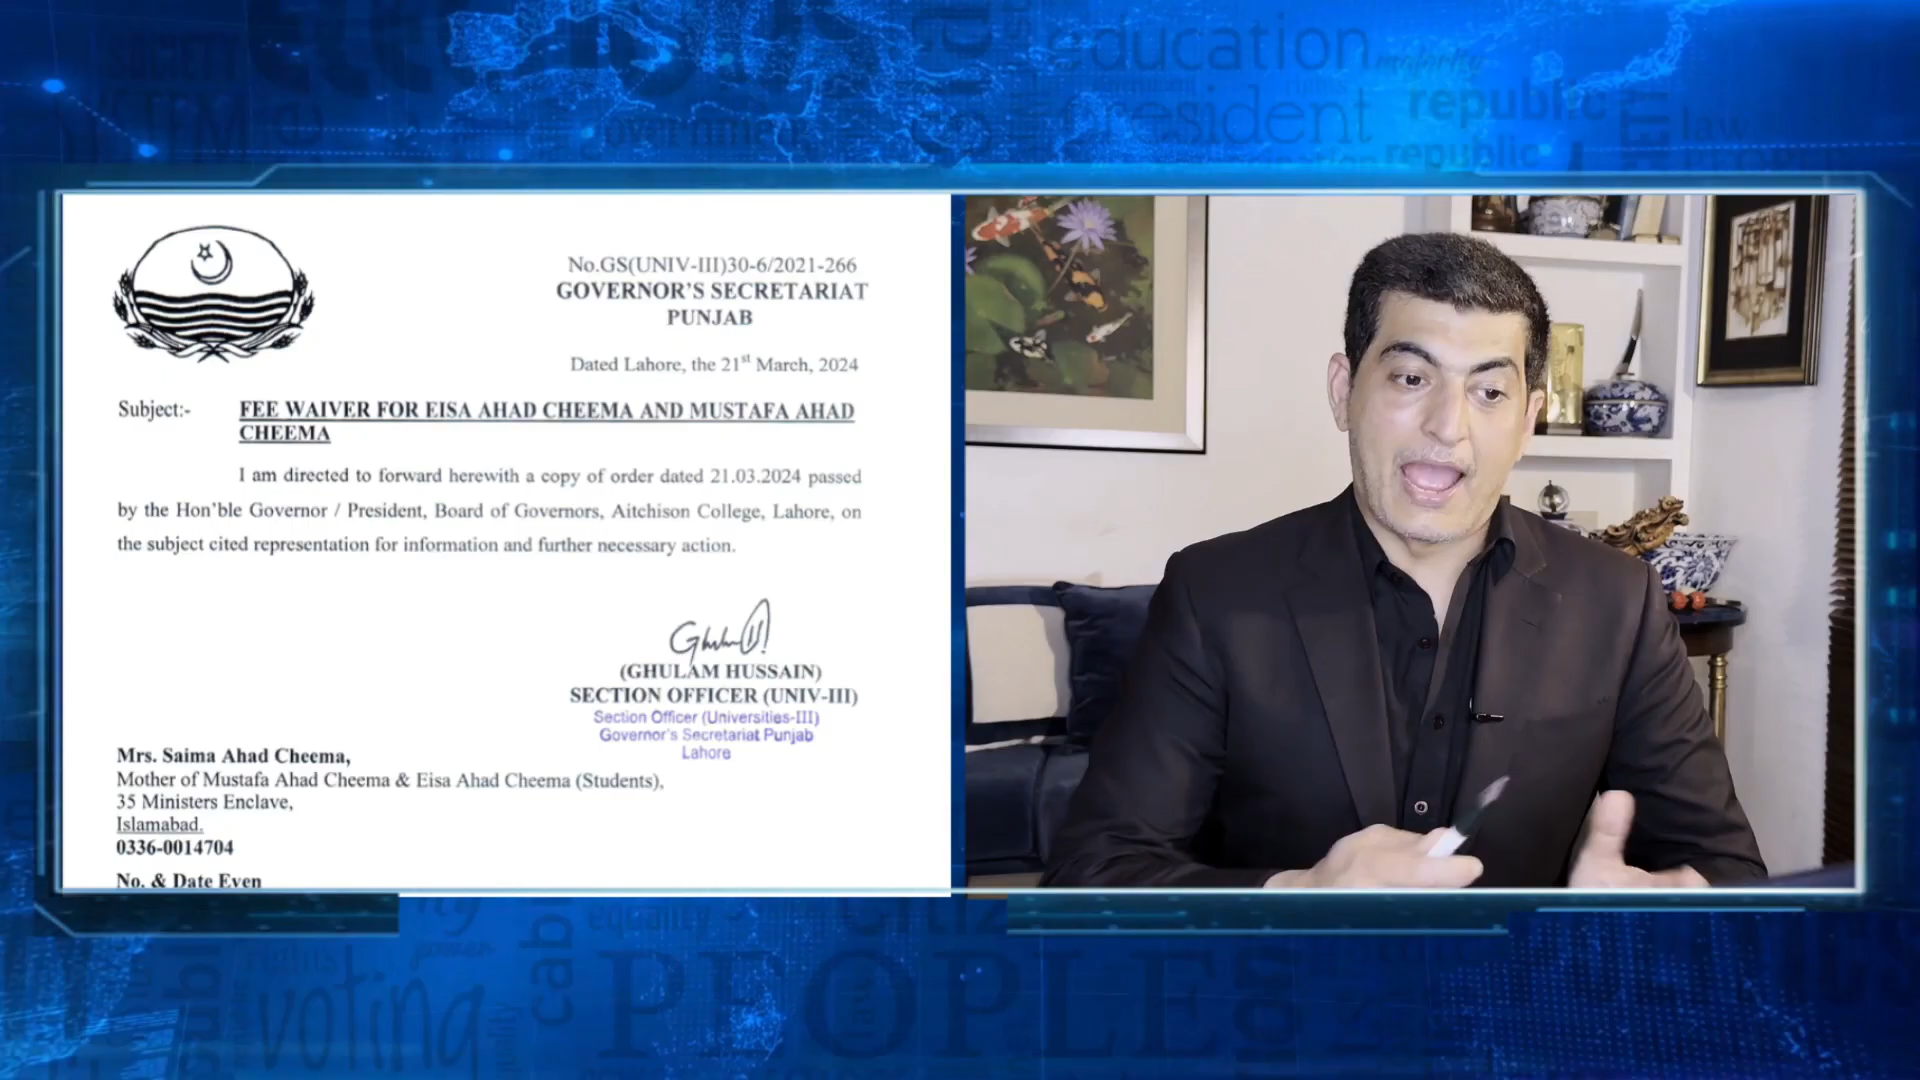 education
majority
president
republic
law
government
republic
No.GS(UNIV-III)30-6/2021-266
GOVERNOR'S SECRETARIAT
PUNJAB
Dated Lahore, the 21st March, 2024
Subject:- FEE WAIVER FOR EISA AHAD CHEEMA AND MUSTAFA AHAD
CHEEMA
I am directed to forward herewith a copy of order dated 21.03.2024 passed
by the Hon'ble Governor / President, Board of Governors, Aitchison College, Lahore, on
the subject cited representation for information and further necessary action.
(GHULAM HUSSAIN)
SECTION OFFICER (UNIV-III)
Section Officer (Universities-III)
Governor's Secretariat Punjab
Lahore
Mrs. Saima Ahad Cheema,
Mother of Mustafa Ahad Cheema & Eisa Ahad Cheema (Students),
35 Ministers Enclave,
Islamabad.
0336-0014704
No. & Date Even
equality
voting
PEOPLE